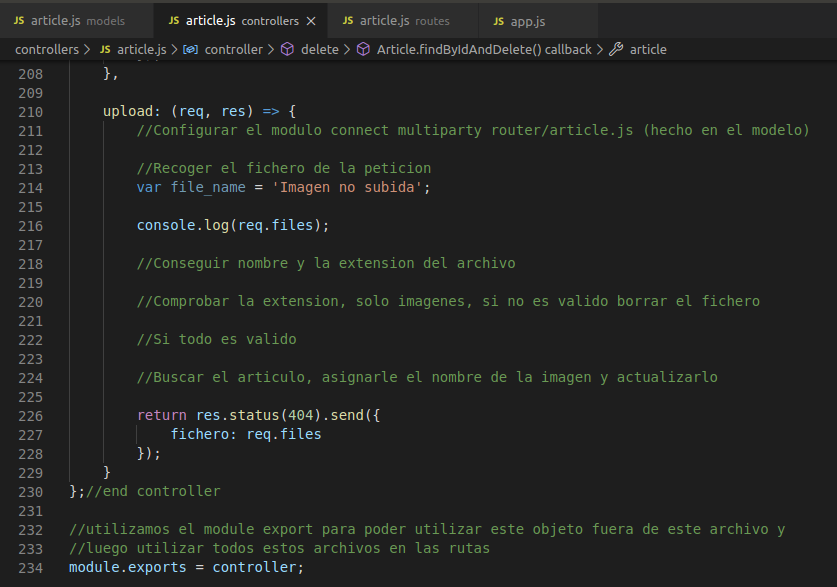 JS article.js models JS article.js controllers × JS article.js routes JS app.js
controllers > JS article.js > controller > delete > Article.findByIdAndDelete() callback > article
208 },
209
210 upload: (req, res) => {
211 //Configurar el modulo connect multiparty router/article.js (hecho en el modelo)
212
213 //Recoger el fichero de la peticion
214 var file_name = 'Imagen no subida';
215
216 console.log(req.files);
217
218 //Conseguir nombre y la extension del archivo
219
220 //Comprobar la extension, solo imagenes, si no es valido borrar el fichero
221
222 //Si todo es valido
223
224 //Buscar el articulo, asignarle el nombre de la imagen y actualizarlo
225
226 return res.status(404).send({
227 fichero: req.files
228 });
229 }
230 };//end controller
231
232 //utilizamos el module export para poder utilizar este objeto fuera de este archivo y
233 //luego utilizar todos estos archivos en las rutas
234 module.exports = controller;